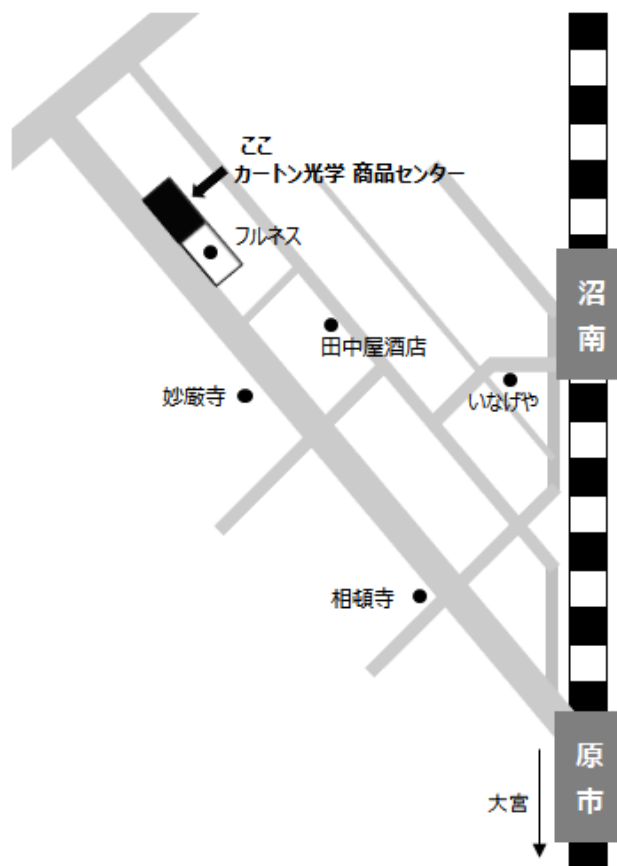 ここ
カートン光学 商品センター
フルネス
沼南
田中屋酒店
妙厳寺
いなげや
相頓寺
原市
大宮